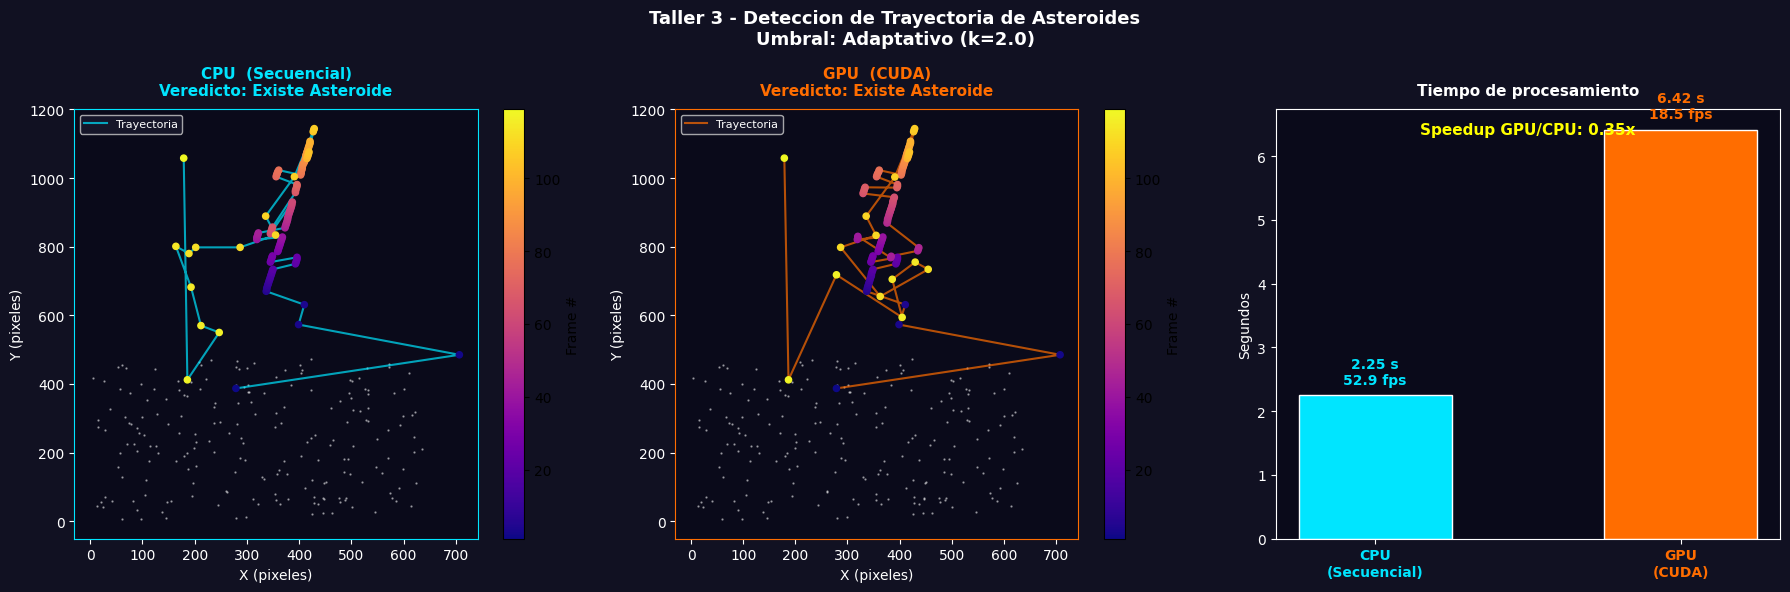 Taller 3 - Deteccion de Trayectoria de Asteroides
Umbral: Adaptativo (k=2.0)
CPU  (Secuencial)
Veredicto: Existe Asteroide
Trayectoria
Y (pixeles)
1200
1000
800
600
400
200
0
0 100 200 300 400 500 600 700
X (pixeles)
100
80
60
40
20
Frame #
GPU  (CUDA)
Veredicto: Existe Asteroide
Trayectoria
Y (pixeles)
1200
1000
800
600
400
200
0
0 100 200 300 400 500 600 700
X (pixeles)
100
80
60
40
20
Frame #
Tiempo de procesamiento
6.42 s
18.5 fps
Speedup GPU/CPU: 0.35x
Segundos
6
5
4
3
2
1
0
2.25 s
52.9 fps
CPU
(Secuencial)
GPU
(CUDA)